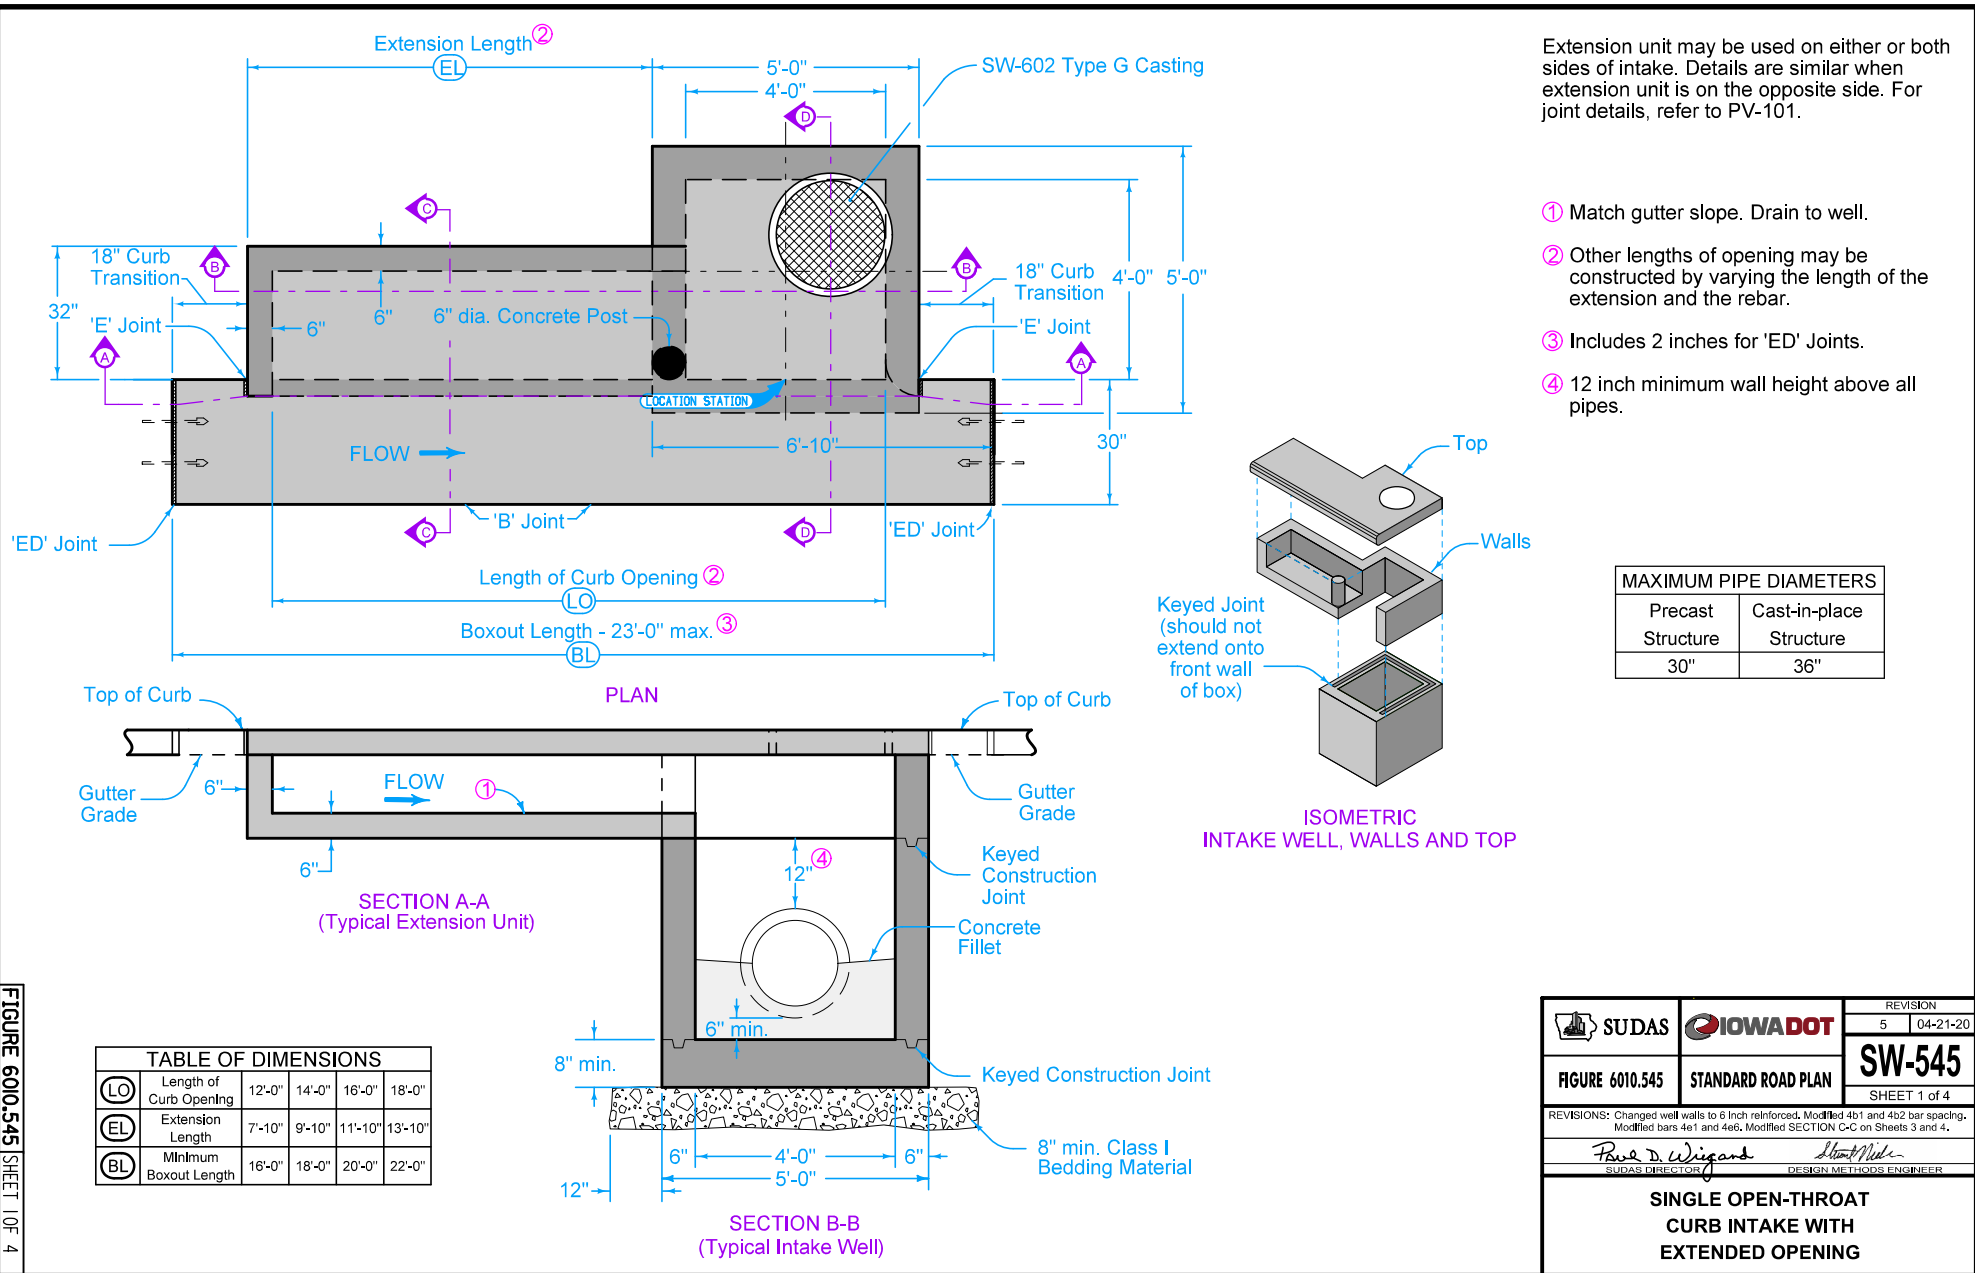 Extension Length ②
EL
5'-0"
4'-0"
SW-602 Type G Casting
D
C
18" Curb
Transition
B
B
18" Curb
Transition
4'-0"
5'-0"
32"
6"
6"
6" dia. Concrete Post
'E' Joint
'E' Joint
A
A
LOCATION STATION
FLOW
6'-10"
30"
'B' Joint
C
D
'ED' Joint
'ED' Joint
Length of Curb Opening ②
LO
Boxout Length - 23'-0" max. ③
BL
PLAN
Extension unit may be used on either or both
sides of intake. Details are similar when
extension unit is on the opposite side. For
joint details, refer to PV-101.
① Match gutter slope. Drain to well.
② Other lengths of opening may be
constructed by varying the length of the
extension and the rebar.
③ Includes 2 inches for 'ED' Joints.
④ 12 inch minimum wall height above all
pipes.
Top
Walls
Keyed Joint
(should not
extend onto
front wall
of box)
ISOMETRIC
INTAKE WELL, WALLS AND TOP
MAXIMUM PIPE DIAMETERS
Precast Structure	Cast-in-place Structure
30"	36"
Top of Curb
Top of Curb
Gutter
Grade
6"
FLOW
①
Gutter
Grade
6"
SECTION A-A
(Typical Extension Unit)
12" ④
Keyed
Construction
Joint
Concrete
Fillet
6" min.
8" min.
Keyed Construction Joint
6"
4'-0"
6"
5'-0"
12"
8" min. Class I
Bedding Material
SECTION B-B
(Typical Intake Well)
TABLE OF DIMENSIONS
LO	Length of Curb Opening	12'-0"	14'-0"	16'-0"	18'-0"
EL	Extension Length	7'-10"	9'-10"	11'-10"	13'-10"
BL	Minimum Boxout Length	16'-0"	18'-0"	20'-0"	22'-0"
FIGURE 6010.545 SHEET 1 OF 4
SUDAS
IOWADOT
REVISION
5	04-21-20
SW-545
FIGURE 6010.545
STANDARD ROAD PLAN
SHEET 1 of 4
REVISIONS: Changed well walls to 6 inch reinforced. Modified 4b1 and 4b2 bar spacing.
Modified bars 4e1 and 4e6. Modified SECTION C-C on Sheets 3 and 4.
Paul D. Wiegand
SUDAS DIRECTOR
DESIGN METHODS ENGINEER
SINGLE OPEN-THROAT
CURB INTAKE WITH
EXTENDED OPENING